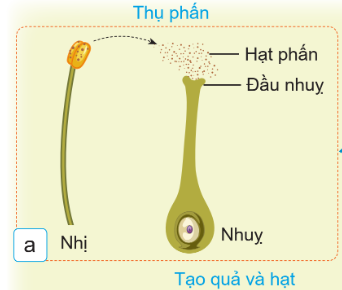 Thụ phấn
Hạt phấn
Đầu nhuỵ
a
Nhị
Nhuỵ
Tạo quả và hạt